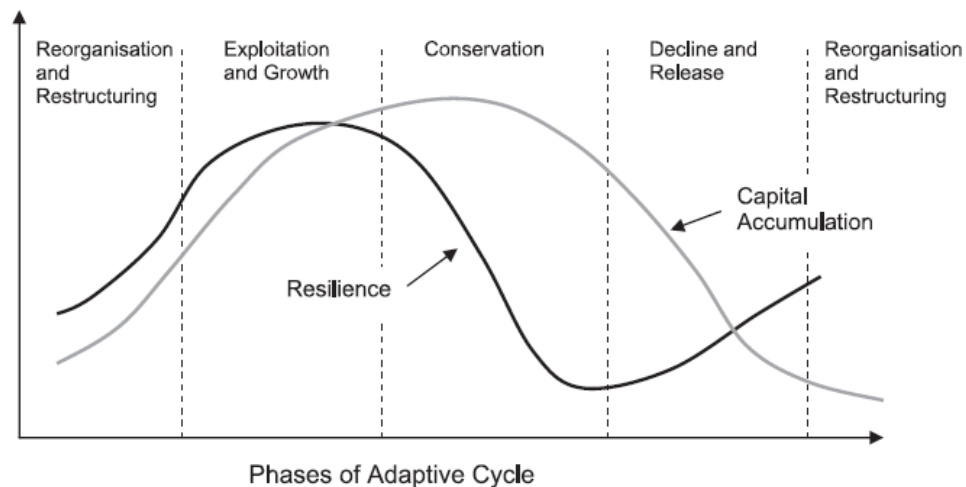 Reorganisation
and
Restructuring
Exploitation
and Growth
Conservation
Decline and
Release
Reorganisation
and
Restructuring
Capital
Accumulation
Resilience
Phases of Adaptive Cycle